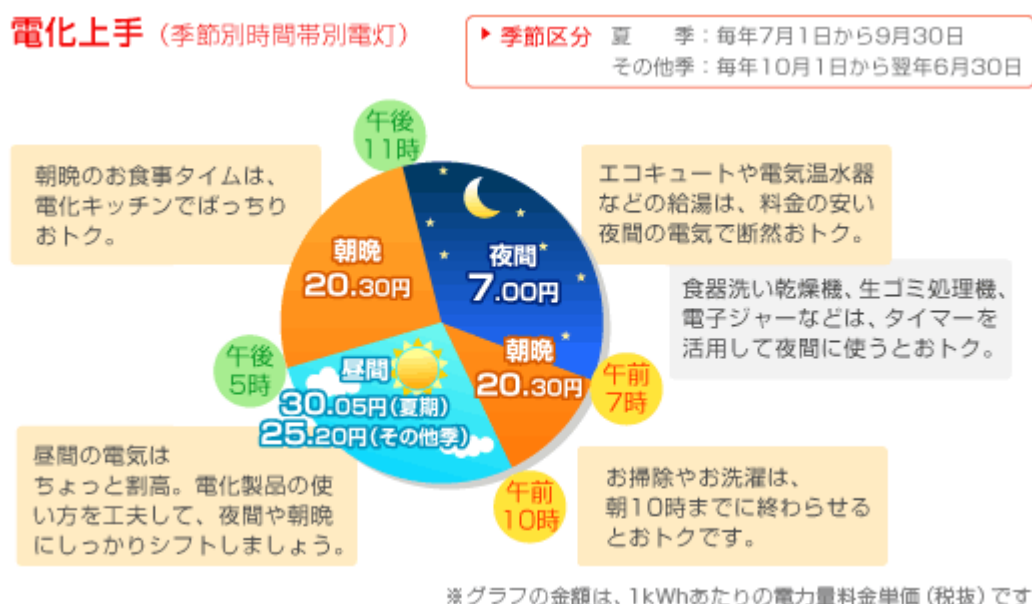 電化上手（季節別時間帯別電灯）
季節区分 夏　　季：毎年7月1日から9月30日
その他季：毎年10月1日から翌年6月30日
午後
11時
朝晩のお食事タイムは、
電化キッチンでばっちり
おトク。
エコキュートや電気温水器
などの給湯は、料金の安い
夜間の電気で断然おトク。
朝晩
20.30円
夜間
7.00円
食器洗い乾燥機、生ゴミ処理機、
電子ジャーなどは、タイマーを
活用して夜間に使うとおトク。
午後
5時
昼間
30.05円(夏期)
25.20円(その他季)
朝晩
20.30円
午前
7時
昼間の電気は
ちょっと割高。電化製品の使
い方を工夫して、夜間や朝晩
にしっかりシフトしましょう。
午前
10時
お掃除やお洗濯は、
朝10時までに終わらせる
とおトクです。
※グラフの金額は、1kWhあたりの電力量料金単価（税抜）です